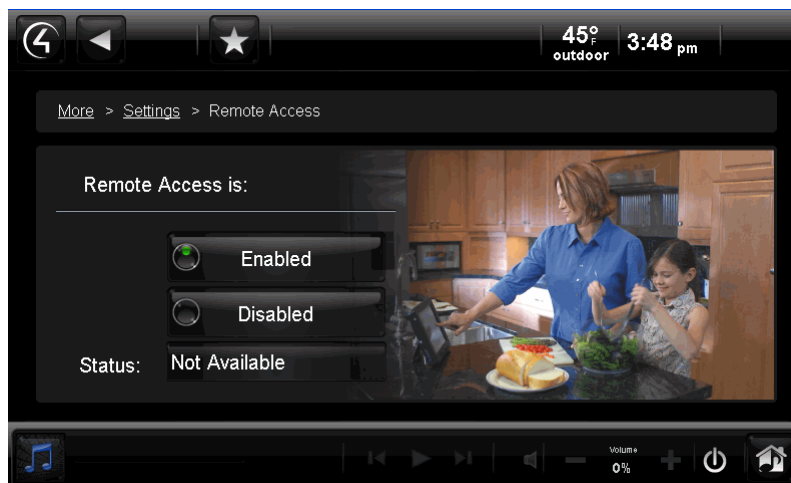 45°F
outdoor
3:48 pm
More > Settings > Remote Access
Remote Access is:
Enabled
Disabled
Status: Not Available
Volume
0%